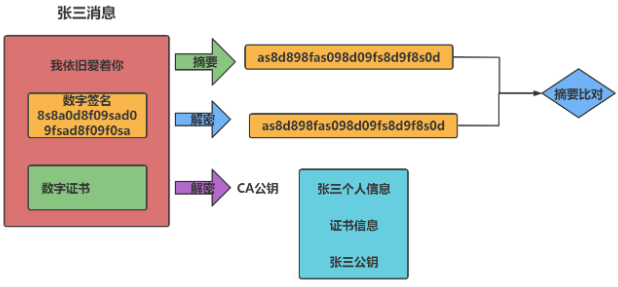 张三消息
我依旧爱着你
摘要
as8d898fas098d09fs8d9f8s0d
数字签名
8s8a0d8f09sad0
9fsad8f09f0sa
解密
as8d898fas098d09fs8d9f8s0d
摘要比对
数字证书
解密
CA公钥
张三个人信息
证书信息
张三公钥